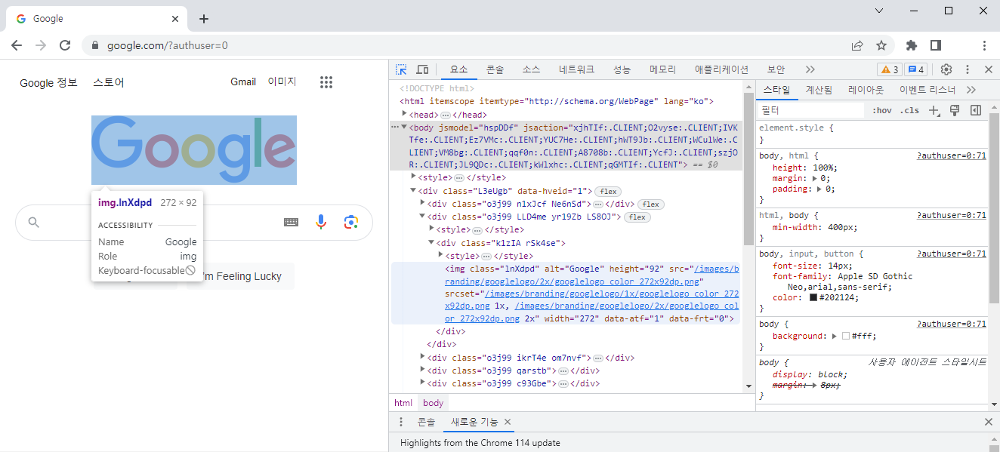 Google
google.com/?authuser=0
Google 정보 스토어 Gmail 이미지
Google
img.lnXdpd 272 × 92
ACCESSIBILITY
Name Google
Role img
Keyboard-focusable
I'm Feeling Lucky
요소 콘솔 소스 네트워크 성능 메모리 애플리케이션 보안 3 4
<!DOCTYPE html>
<html itemscope itemtype="http://schema.org/WebPage" lang="ko">
<head> ⋯ </head>
<body jsmodel="hspDDf" jsaction="xjhTIf:.CLIENT;O2vyse:.CLIENT;IVK
Tfe:.CLIENT;Ez7VMc:.CLIENT;YUC7He:.CLIENT;hWT9Jb:.CLIENT;WCulWe:.C
LIENT;VM8bg:.CLIENT;qqf0n:.CLIENT;A8708b:.CLIENT;YcfJ:.CLIENT;szjO
R:.CLIENT;JL9QDc:.CLIENT;kWlxhc:.CLIENT;qGMTIf:.CLIENT"> == $0
<style> ⋯ </style>
<div class="L3eUgb" data-hveid="1"> flex
<div class="o3j99 n1xJcf Ne6nSd"> ⋯ </div> flex
<div class="o3j99 LLD4me yr19Zb LS8OJ"> flex
<style> ⋯ </style>
<div class="k1zIA rSk4se">
<style> ⋯ </style>
<img class="lnXdpd" alt="Google" height="92" src="/images/b
randing/googlelogo/2x/googlelogo_color_272x92dp.png"
srcset="/images/branding/googlelogo/1x/googlelogo_color_272
x92dp.png 1x, /images/branding/googlelogo/2x/googlelogo_col
or_272x92dp.png 2x" width="272" data-atf="1" data-frt="0">
</div>
</div>
<div class="o3j99 ikrT4e om7nvf"> ⋯ </div>
<div class="o3j99 qarstb"> ⋯ </div>
<div class="o3j99 c93Gbe"> ⋯ </div>
html body
스타일 계산됨 레이아웃 이벤트 리스너
필터 :hov .cls
element.style {
}
body, html { ?authuser=0:71
height: 100%;
margin: 0;
padding: 0;
}
html, body { ?authuser=0:71
min-width: 400px;
}
body, input, button { ?authuser=0:71
font-size: 14px;
font-family: Apple SD Gothic
Neo,arial,sans-serif;
color: #202124;
}
body { ?authuser=0:71
background: #fff;
}
body { 사용자 에이전트 스타일시트
display: block;
margin: 8px;
}
콘솔 새로운 기능
Highlights from the Chrome 114 update